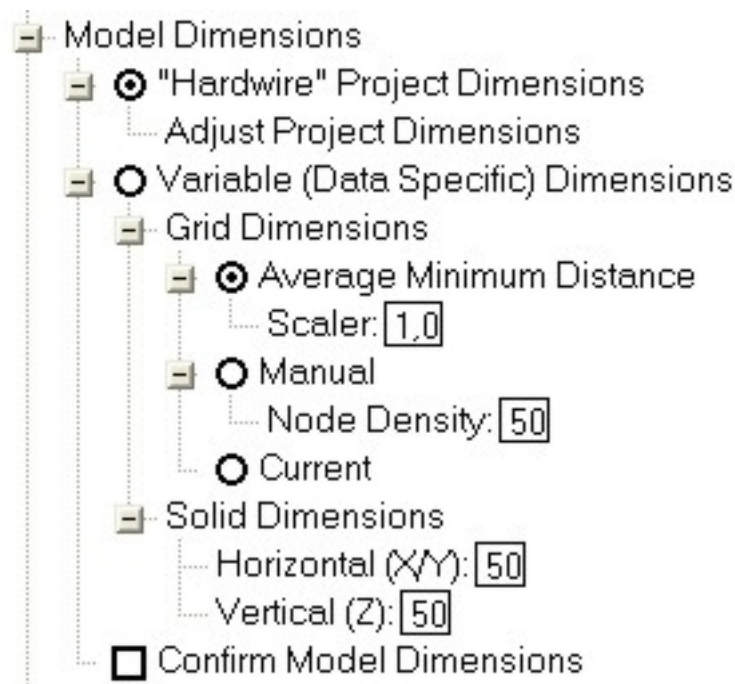 Model Dimensions
"Hardwire" Project Dimensions
Adjust Project Dimensions
Variable (Data Specific) Dimensions
Grid Dimensions
Average Minimum Distance
Scaler: 1,0
Manual
Node Density: 50
Current
Solid Dimensions
Horizontal (X/Y): 50
Vertical (Z): 50
Confirm Model Dimensions